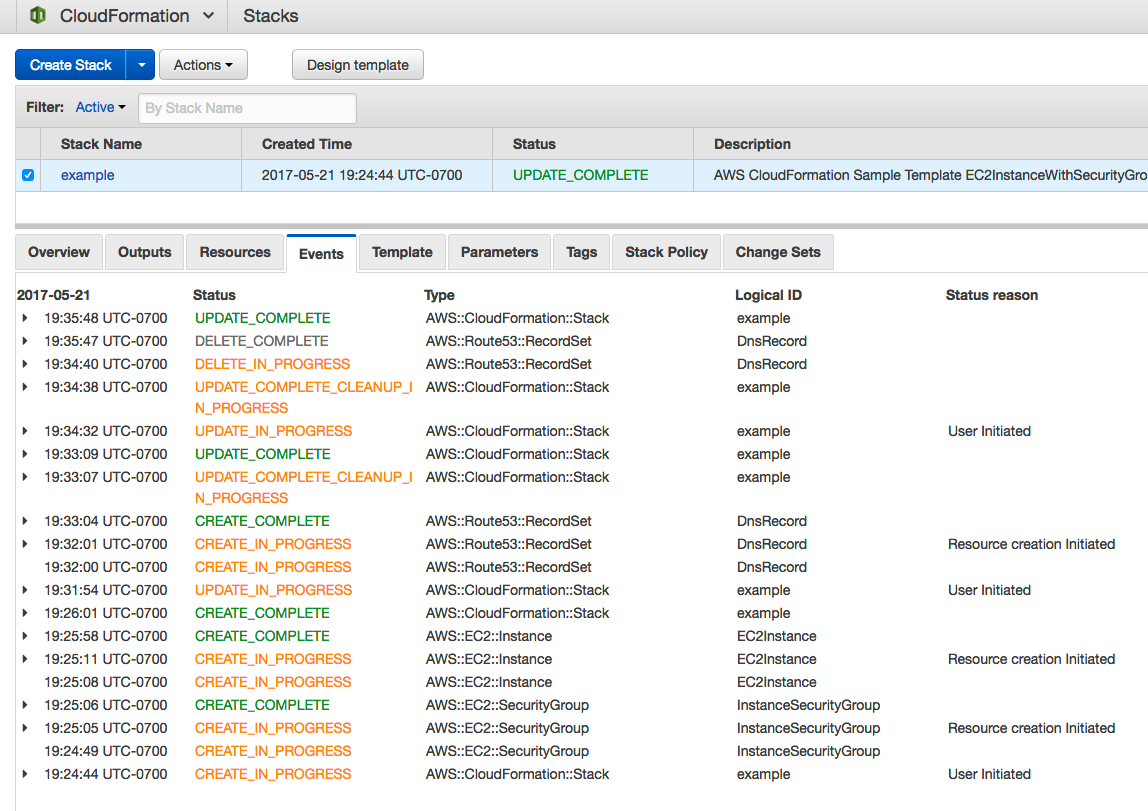 CloudFormation Stacks
Create Stack Actions Design template
Filter: Active By Stack Name
Stack Name Created Time Status Description
example 2017-05-21 19:24:44 UTC-0700 UPDATE_COMPLETE AWS CloudFormation Sample Template EC2InstanceWithSecurityGro
Overview Outputs Resources Events Template Parameters Tags Stack Policy Change Sets
2017-05-21 Status Type Logical ID Status reason
19:35:48 UTC-0700 UPDATE_COMPLETE AWS::CloudFormation::Stack example
19:35:47 UTC-0700 DELETE_COMPLETE AWS::Route53::RecordSet DnsRecord
19:34:40 UTC-0700 DELETE_IN_PROGRESS AWS::Route53::RecordSet DnsRecord
19:34:38 UTC-0700 UPDATE_COMPLETE_CLEANUP_I AWS::CloudFormation::Stack example
N_PROGRESS
19:34:32 UTC-0700 UPDATE_IN_PROGRESS AWS::CloudFormation::Stack example User Initiated
19:33:09 UTC-0700 UPDATE_COMPLETE AWS::CloudFormation::Stack example
19:33:07 UTC-0700 UPDATE_COMPLETE_CLEANUP_I AWS::CloudFormation::Stack example
N_PROGRESS
19:33:04 UTC-0700 CREATE_COMPLETE AWS::Route53::RecordSet DnsRecord
19:32:01 UTC-0700 CREATE_IN_PROGRESS AWS::Route53::RecordSet DnsRecord Resource creation Initiated
19:32:00 UTC-0700 CREATE_IN_PROGRESS AWS::Route53::RecordSet DnsRecord
19:31:54 UTC-0700 UPDATE_IN_PROGRESS AWS::CloudFormation::Stack example User Initiated
19:26:01 UTC-0700 CREATE_COMPLETE AWS::CloudFormation::Stack example
19:25:58 UTC-0700 CREATE_COMPLETE AWS::EC2::Instance EC2Instance
19:25:11 UTC-0700 CREATE_IN_PROGRESS AWS::EC2::Instance EC2Instance Resource creation Initiated
19:25:08 UTC-0700 CREATE_IN_PROGRESS AWS::EC2::Instance EC2Instance
19:25:06 UTC-0700 CREATE_COMPLETE AWS::EC2::SecurityGroup InstanceSecurityGroup
19:25:05 UTC-0700 CREATE_IN_PROGRESS AWS::EC2::SecurityGroup InstanceSecurityGroup Resource creation Initiated
19:24:49 UTC-0700 CREATE_IN_PROGRESS AWS::EC2::SecurityGroup InstanceSecurityGroup
19:24:44 UTC-0700 CREATE_IN_PROGRESS AWS::CloudFormation::Stack example User Initiated